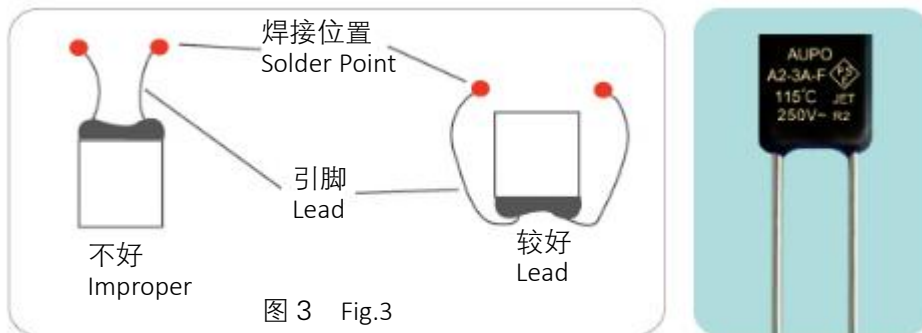 焊接位置
Solder Point
引脚
Lead
不好
Improper
较好
Lead
图 3 Fig.3
AUPO
A2-3A-F PS E
115℃ JET
250V~ R2